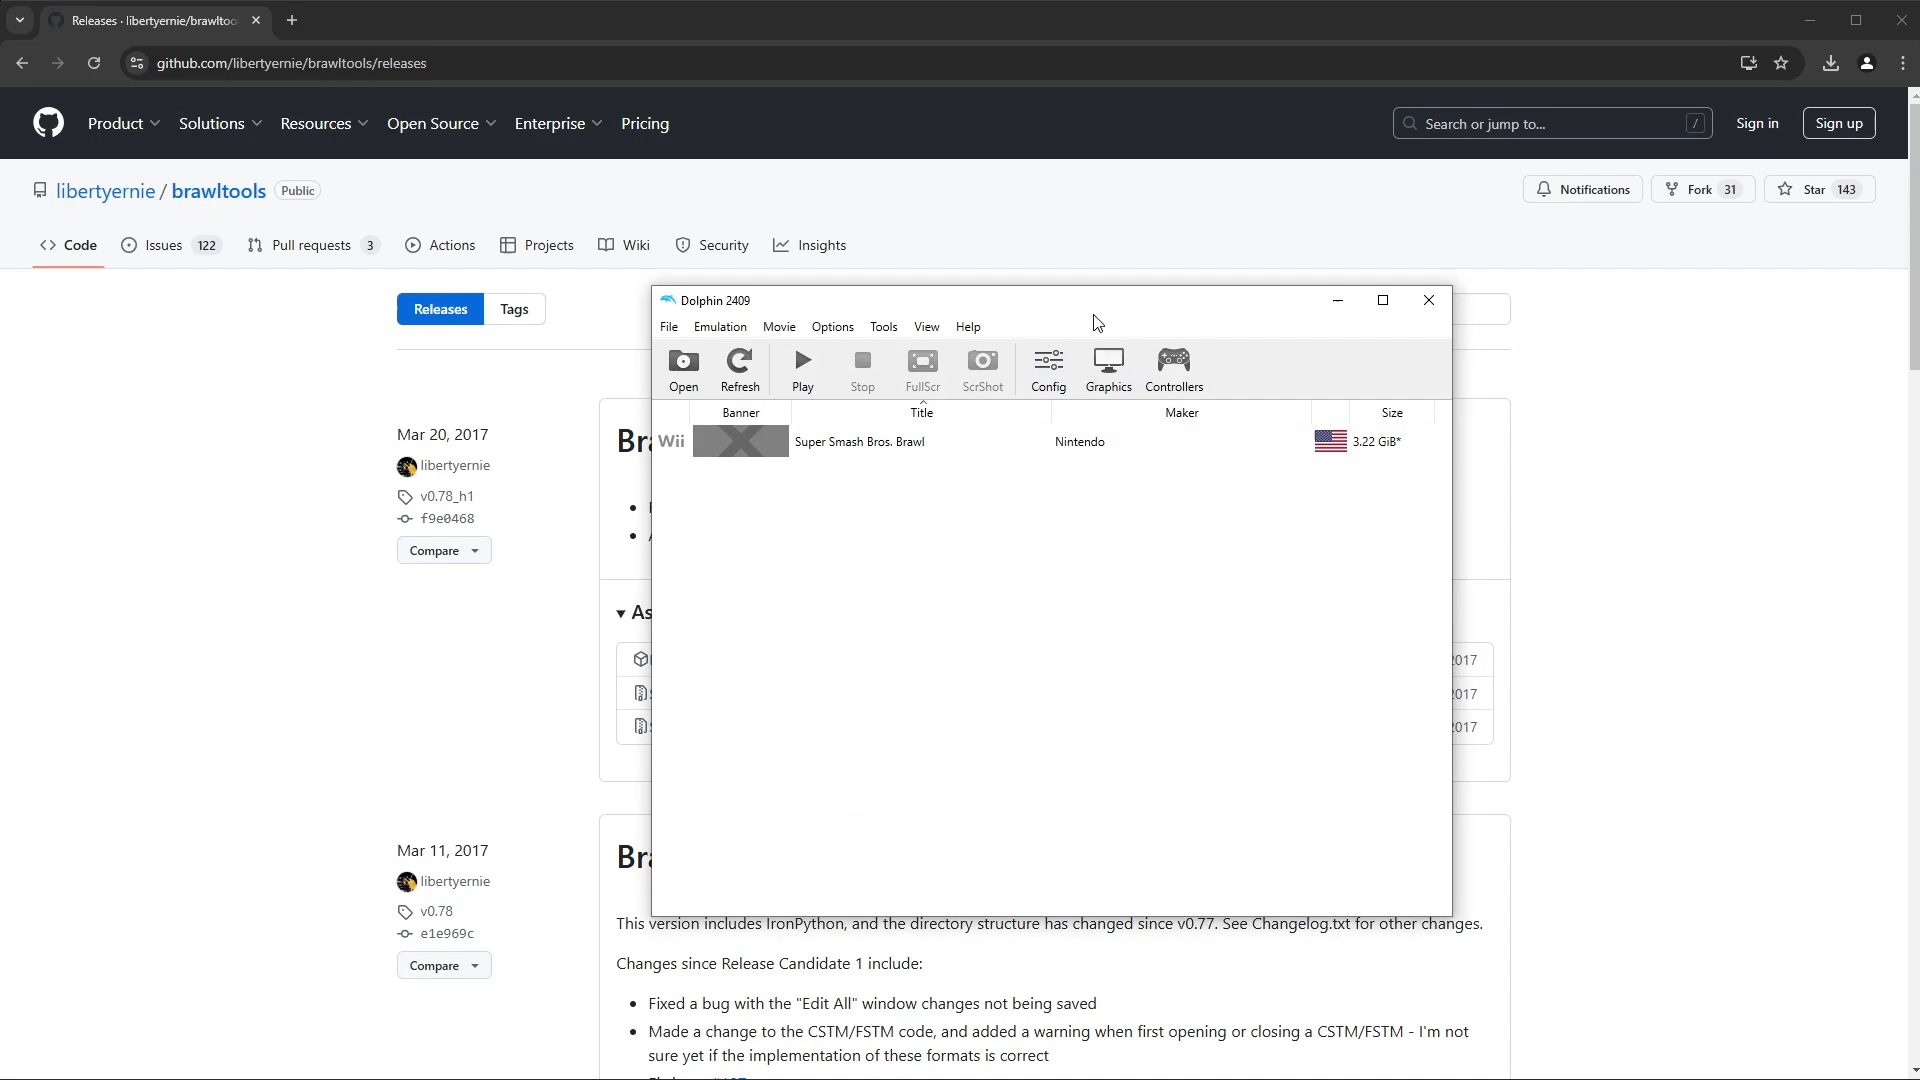 Releases · libertyernie/brawltoo
github.com/libertyernie/brawltools/releases
Product
Solutions
Resources
Open Source
Enterprise
Pricing
Search or jump to...
/
Sign in
Sign up
libertyernie / brawltools
Public
Notifications
Fork 31
Star 143
Code
Issues 122
Pull requests 3
Actions
Projects
Wiki
Security
Insights
Releases
Tags
Dolphin 2409
File
Emulation
Movie
Options
Tools
View
Help
Open
Refresh
Play
Stop
FullScr
ScrShot
Config
Graphics
Controllers
Banner
Title
Maker
Size
Wii
Super Smash Bros. Brawl
Nintendo
3.22 GiB*
Mar 20, 2017
libertyernie
v0.78_h1
f9e0468
Compare
2017
2017
2017
Mar 11, 2017
libertyernie
v0.78
e1e969c
Compare
This version includes IronPython, and the directory structure has changed since v0.77. See Changelog.txt for other changes.
Changes since Release Candidate 1 include:
Fixed a bug with the "Edit All" window changes not being saved
Made a change to the CSTM/FSTM code, and added a warning when first opening or closing a CSTM/FSTM - I'm not
sure yet if the implementation of these formats is correct